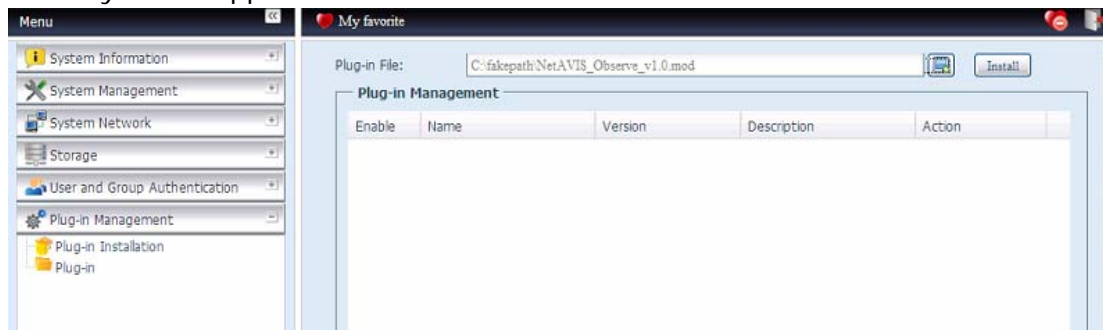 Menu
My favorite
System Information
System Management
System Network
Storage
User and Group Authentication
Plug-in Management
Plug-in Installation
Plug-in
Plug-in File:
C:\fakepath\NetAVIS_Observe_v1.0.mod
Install
Plug-in Management
Enable Name Version Description Action